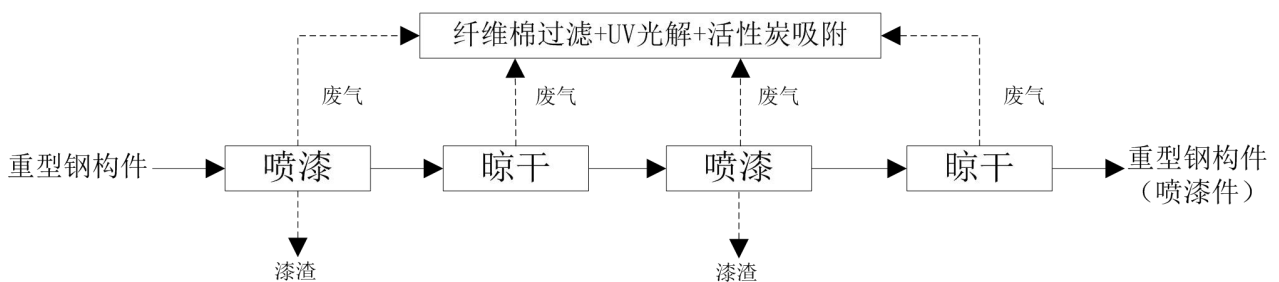 纤维棉过滤+UV光解+活性炭吸附
废气
废气
废气
废气
重型钢构件
喷漆
晾干
喷漆
晾干
重型钢构件
（喷漆件）
漆渣
漆渣